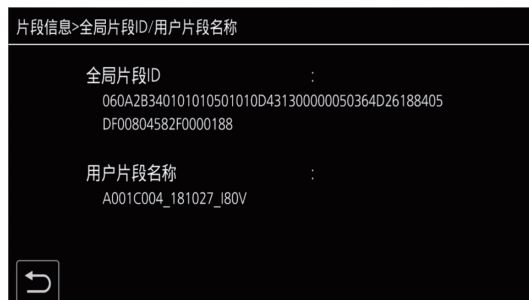 片段信息>全局片段ID/用户片段名称
全局片段ID :
060A2B340101010501010D431300000050364D26188405
DF00804582F0000188
用户片段名称 :
A001C004_181027_I80V